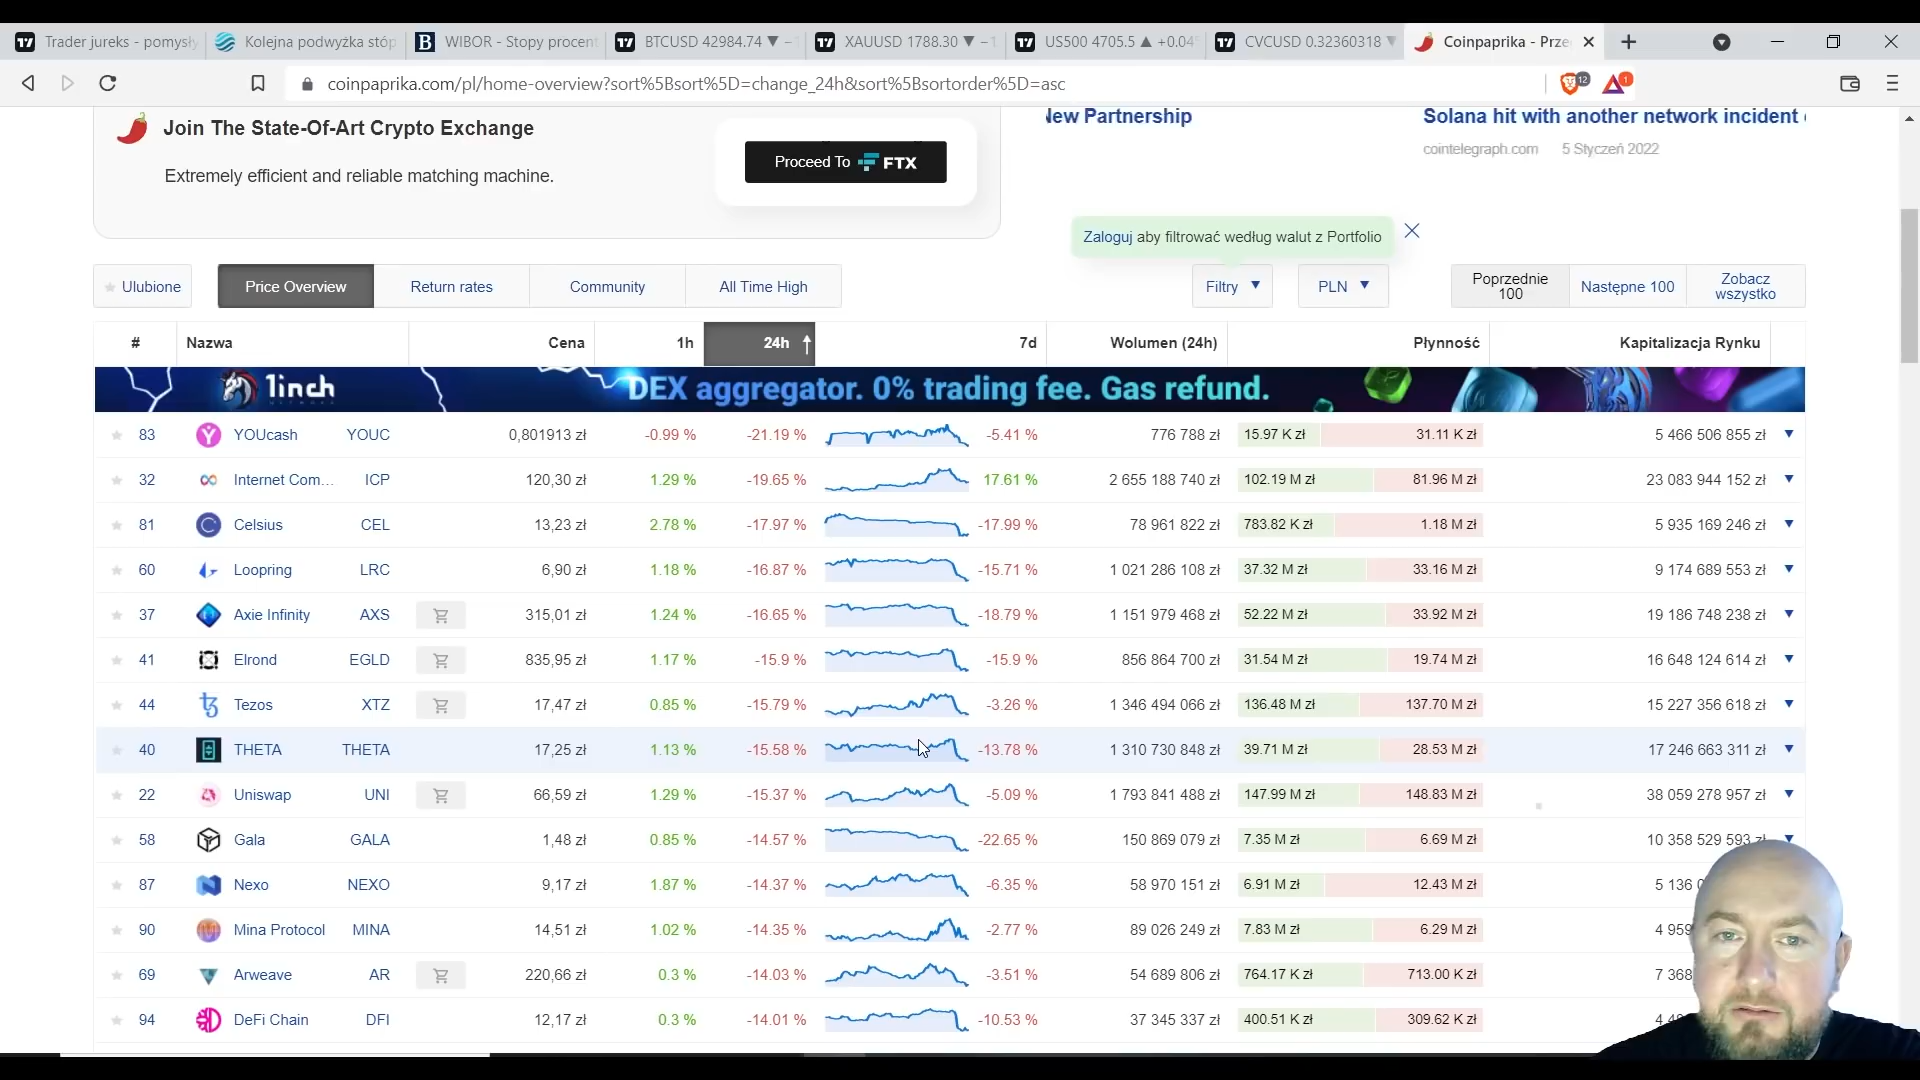 Trader jureks - pomysły
Kolejna podwyżka stóp
WIBOR - Stopy procent
BTCUSD 42984.74 ▼ −
XAUUSD 1788.30 ▼ −1
US500 4705.5 ▲ +0.04
CVCUSD 0.32360318 ▼
Coinpaprika - Prze
coinpaprika.com/pl/home-overview?sort%5Bsort%5D=change_24h&sort%5Bsortorder%5D=asc
12
1
Join The State-Of-Art Crypto Exchange
Extremely efficient and reliable matching machine.
Proceed To FTX
New Partnership
Solana hit with another network incident
cointelegraph.com 5 Styczeń 2022
Zaloguj aby filtrować według walut z Portfolio
Ulubione Price Overview Return rates Community All Time High Filtry ▼ PLN ▼ Poprzednie 100 Następne 100 Zobacz wszystko
# Nazwa Cena 1h 24h ↑ 7d Wolumen (24h) Płynność Kapitalizacja Rynku
1inch NETWORK DEX aggregator. 0% trading fee. Gas refund.
83 YOUcash YOUC 0,801913 zł -0.99 % -21.19 % -5.41 % 776 788 zł 15.97 K zł 31.11 K zł 5 466 506 855 zł ▼
32 Internet Com... ICP 120,30 zł 1.29 % -19.65 % 17.61 % 2 655 188 740 zł 102.19 M zł 81.96 M zł 23 083 944 152 zł ▼
81 Celsius CEL 13,23 zł 2.78 % -17.97 % -17.99 % 78 961 822 zł 783.82 K zł 1.18 M zł 5 935 169 246 zł ▼
60 Loopring LRC 6,90 zł 1.18 % -16.87 % -15.71 % 1 021 286 108 zł 37.32 M zł 33.16 M zł 9 174 689 553 zł ▼
37 Axie Infinity AXS 315,01 zł 1.24 % -16.65 % -18.79 % 1 151 979 468 zł 52.22 M zł 33.92 M zł 19 186 748 238 zł ▼
41 Elrond EGLD 835,95 zł 1.17 % -15.9 % -15.9 % 856 864 700 zł 31.54 M zł 19.74 M zł 16 648 124 614 zł ▼
44 Tezos XTZ 17,47 zł 0.85 % -15.79 % -3.26 % 1 346 494 066 zł 136.48 M zł 137.70 M zł 15 227 356 618 zł ▼
40 THETA THETA 17,25 zł 1.13 % -15.58 % -13.78 % 1 310 730 848 zł 39.71 M zł 28.53 M zł 17 246 663 311 zł ▼
22 Uniswap UNI 66,59 zł 1.29 % -15.37 % -5.09 % 1 793 841 488 zł 147.99 M zł 148.83 M zł 38 059 278 957 zł ▼
58 Gala GALA 1,48 zł 0.85 % -14.57 % -22.65 % 150 869 079 zł 7.35 M zł 6.69 M zł 10 358 529 593 zł ▼
87 Nexo NEXO 9,17 zł 1.87 % -14.37 % -6.35 % 58 970 151 zł 6.91 M zł 12.43 M zł 5 136
90 Mina Protocol MINA 14,51 zł 1.02 % -14.35 % -2.77 % 89 026 249 zł 7.83 M zł 6.29 M zł 4 959
69 Arweave AR 220,66 zł 0.3 % -14.03 % -3.51 % 54 689 806 zł 764.17 K zł 713.00 K zł 7 368
94 DeFi Chain DFI 12,17 zł 0.3 % -14.01 % -10.53 % 37 345 337 zł 400.51 K zł 309.62 K zł 4